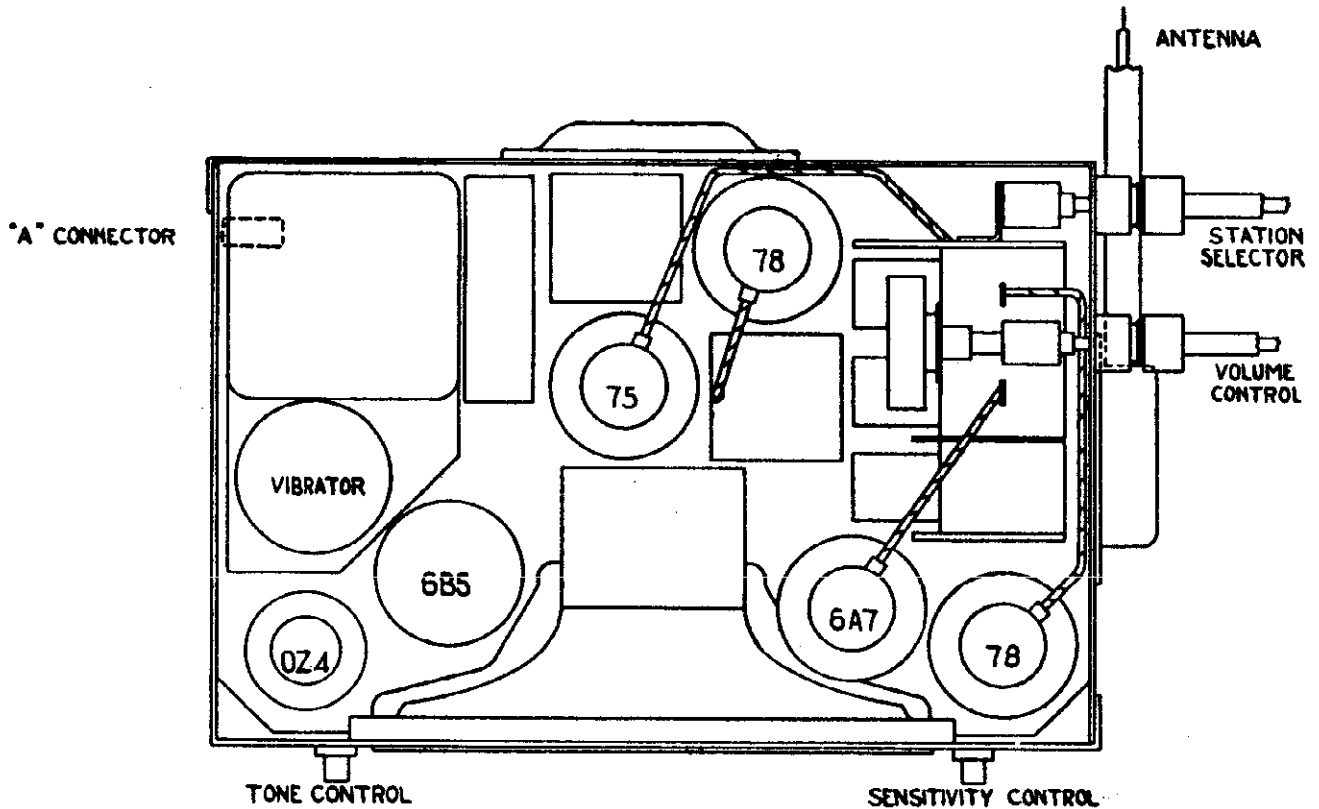 ANTENNA
"A" CONNECTOR
STATION
SELECTOR
78
75
VOLUME
CONTROL
VIBRATOR
6B5
6A7
0Z4
78
TONE CONTROL
SENSITIVITY CONTROL